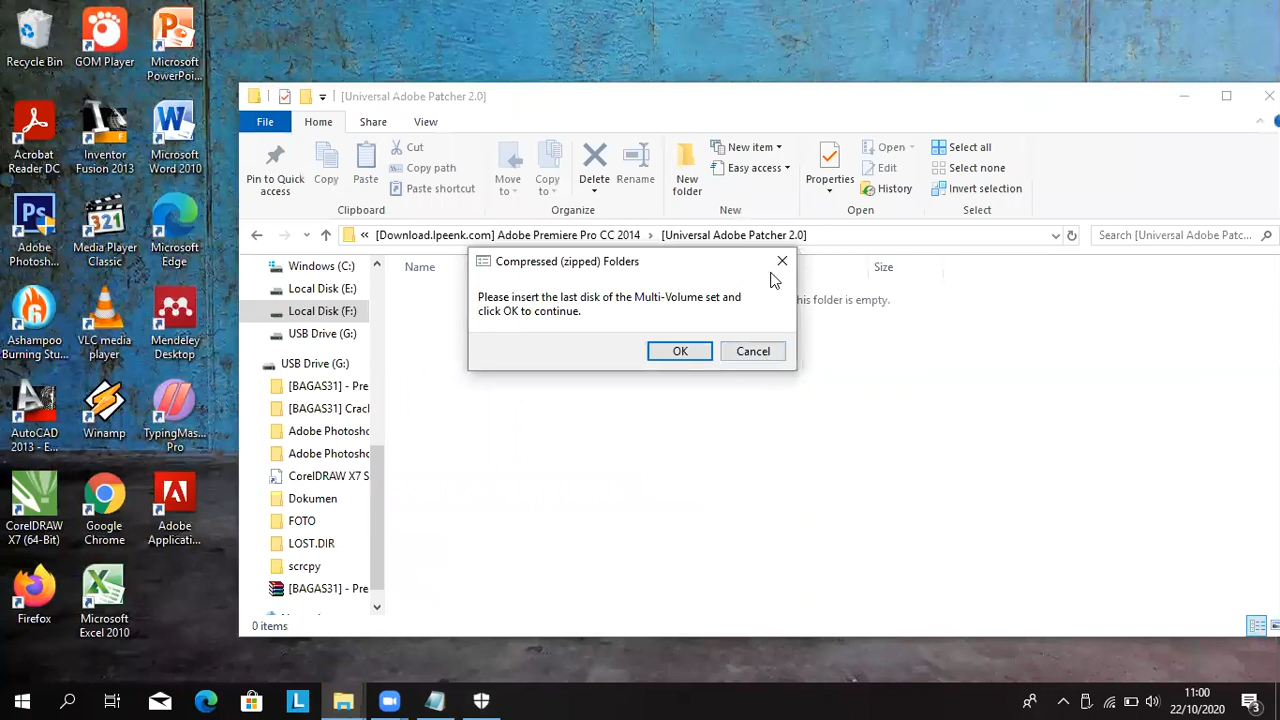 Recycle Bin
GOM Player
Microsoft
PowerPoi...
Acrobat
Reader DC
Inventor
Fusion 2013
Microsoft
Word 2010
Adobe
Photosh...
Media Player
Classic
Microsoft
Edge
Ashampoo
Burning Stu...
VLC media
player
Mendeley
Desktop
AutoCAD
2013 - E...
Winamp
TypingMas...
Pro
CorelDRAW
X7 (64-Bit)
Google
Chrome
Adobe
Applicati...
Firefox
Microsoft
Excel 2010
[Universal Adobe Patcher 2.0]
File Home Share View
Pin to Quick
access
Copy
Paste
Cut
Copy path
Paste shortcut
Clipboard
Move
to
Copy
to
Delete
Rename
Organize
New
folder
New item
Easy access
New
Properties
Open
Edit
History
Open
Select all
Select none
Invert selection
Select
« [Download.Ipeenk.com] Adobe Premiere Pro CC 2014 > [Universal Adobe Patcher 2.0]
Search [Universal Adobe Patc...
Windows (C:)
Local Disk (E:)
Local Disk (F:)
USB Drive (G:)
USB Drive (G:)
[BAGAS31] - Pre
[BAGAS31] Crac
Adobe Photosho
Adobe Photosho
CorelDRAW X7 S
Dokumen
FOTO
LOST.DIR
scrcpy
[BAGAS31] - Pre
Name
Size
his folder is empty.
Compressed (zipped) Folders
Please insert the last disk of the Multi-Volume set and
click OK to continue.
OK
Cancel
0 items
11:00
22/10/2020
3